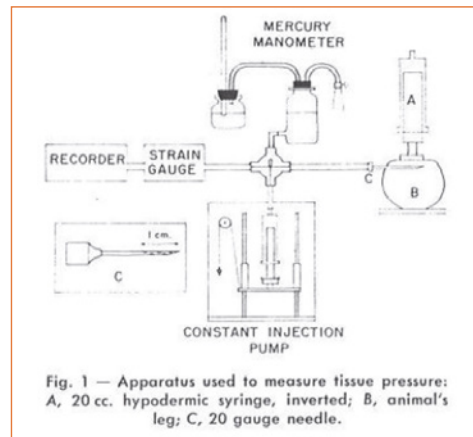 MERCURY
MANOMETER
A
RECORDER
STRAIN
GAUGE
C
B
1 cm.
C
CONSTANT INJECTION
PUMP
Fig. 1 — Apparatus used to measure tissue pressure:
A, 20 cc. hypodermic syringe, inverted; B, animal's
leg; C, 20 gauge needle.